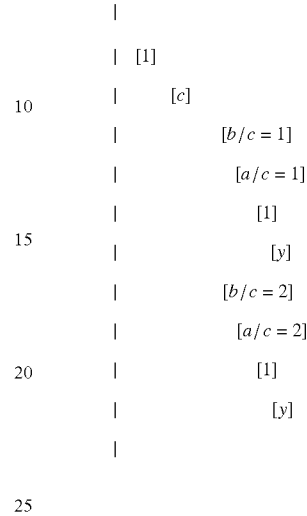 |
| [1]
10 | [c]
| [b/c = 1]
| [a/c = 1]
| [1]
15
| [y]
| [b/c = 2]
| [a/c = 2]
20 | [1]
| [y]
|
25